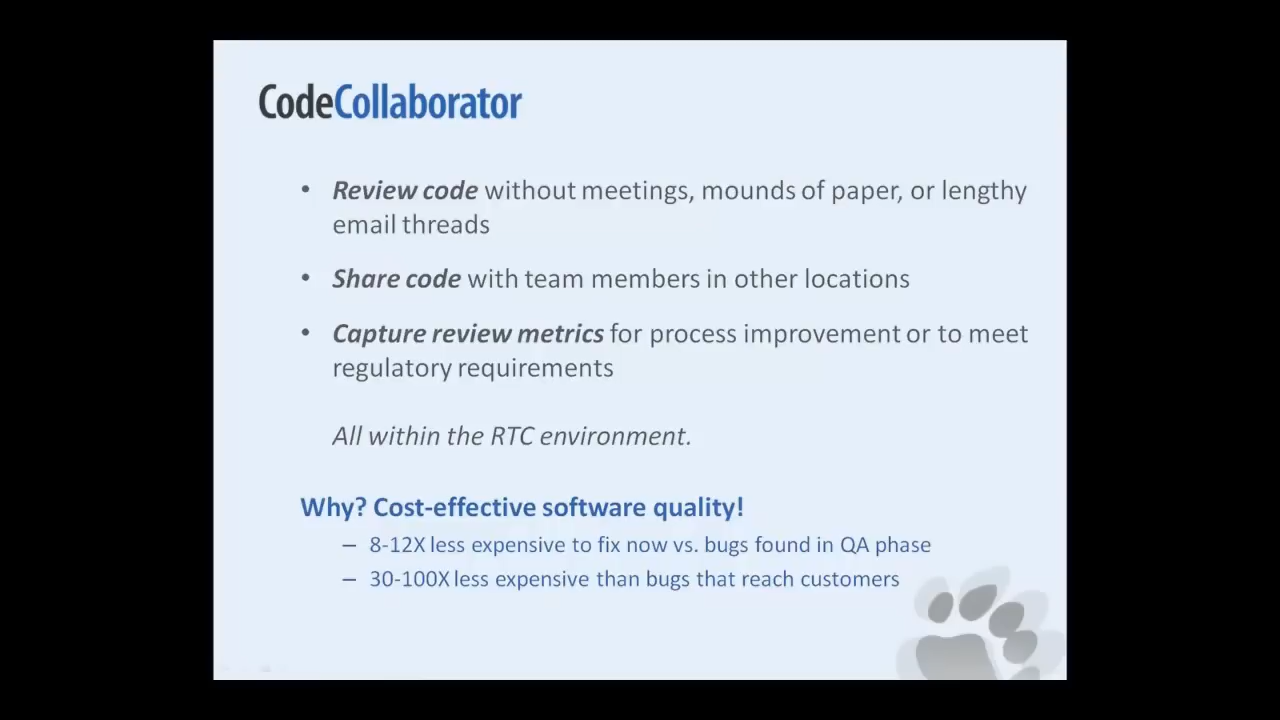 CodeCollaborator
• Review code without meetings, mounds of paper, or lengthy
email threads
• Share code with team members in other locations
• Capture review metrics for process improvement or to meet
regulatory requirements
All within the RTC environment.
Why? Cost-effective software quality!
– 8-12X less expensive to fix now vs. bugs found in QA phase
– 30-100X less expensive than bugs that reach customers